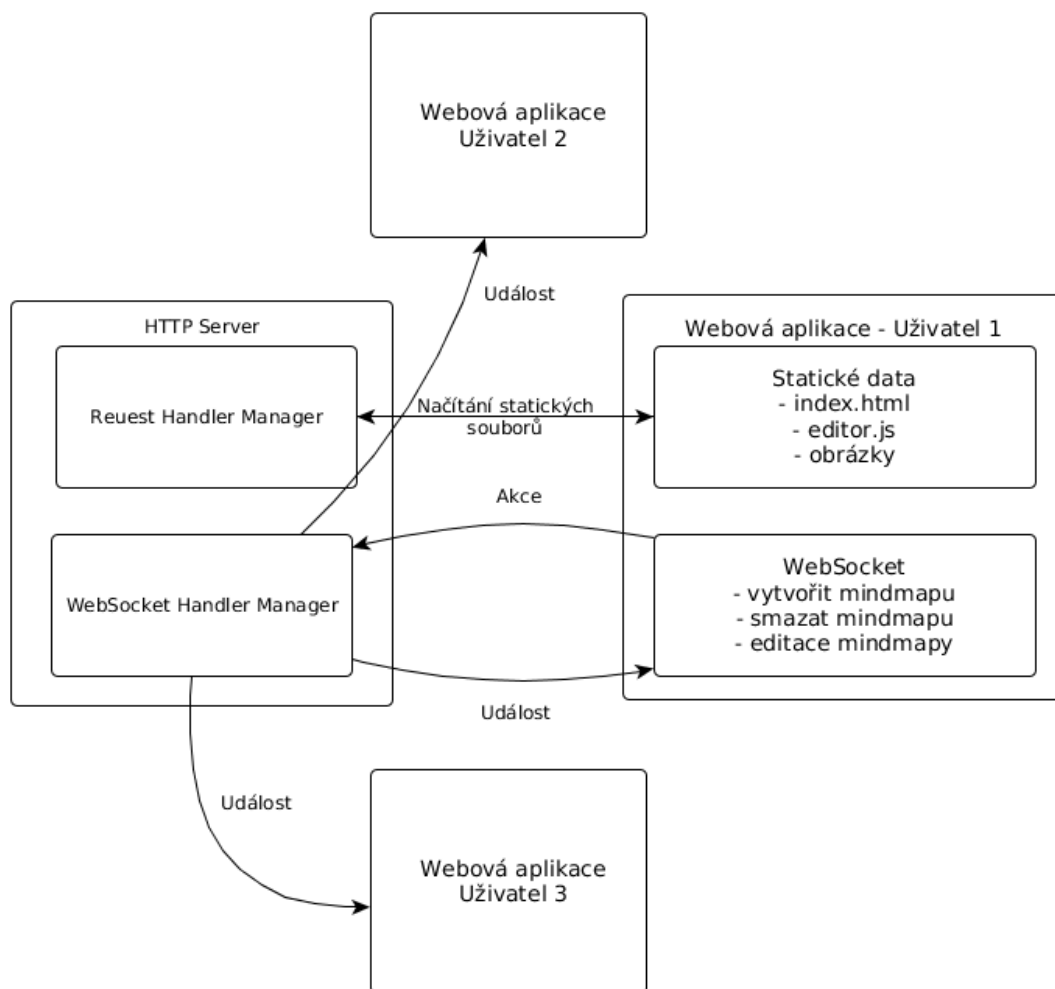 Webová aplikace
Uživatel 2
Událost
HTTP Server
Reuest Handler Manager
Načítání statických
souborů
Webová aplikace - Uživatel 1
Statické data
- index.html
- editor.js
- obrázky
Akce
WebSocket Handler Manager
WebSocket
- vytvořit mindmapu
- smazat mindmapu
- editace mindmapy
Událost
Událost
Webová aplikace
Uživatel 3